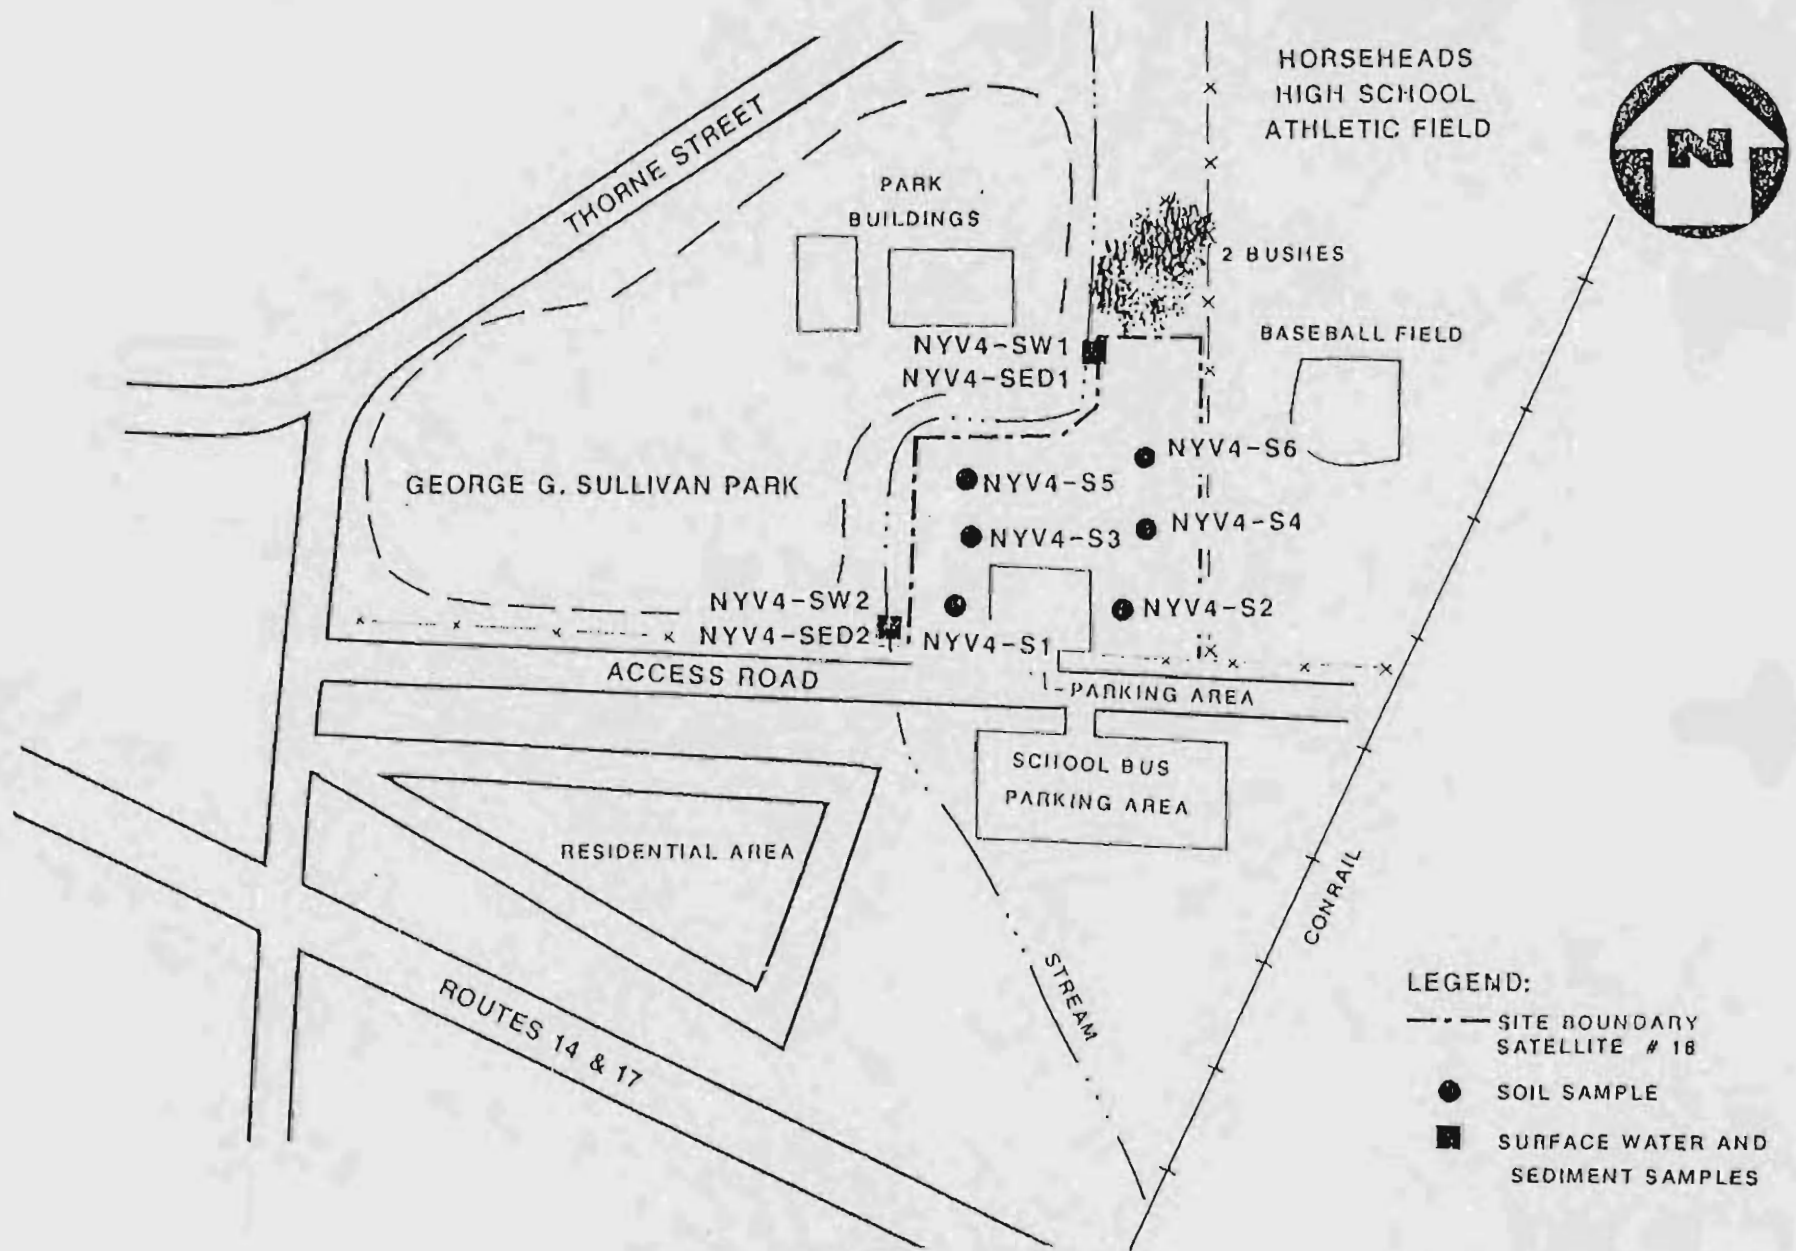 HORSEHEADS
HIGH SCHOOL
ATHLETIC FIELD
N
THORNE STREET
PARK
BUILDINGS
2 BUSHES
BASEBALL FIELD
NYV4-SW1
NYV4-SED1
NYV4-S6
GEORGE G. SULLIVAN PARK
NYV4-S5
NYV4-S4
NYV4-S3
NYV4-SW2
NYV4-S2
NYV4-SED2
NYV4-S1
ACCESS ROAD
PARKING AREA
SCHOOL BUS
PARKING AREA
RESIDENTIAL AREA
CONRAIL
STREAM
ROUTES 14 & 17
LEGEND:
SITE BOUNDARY
SATELLITE # 16
SOIL SAMPLE
SURFACE WATER AND
SEDIMENT SAMPLES